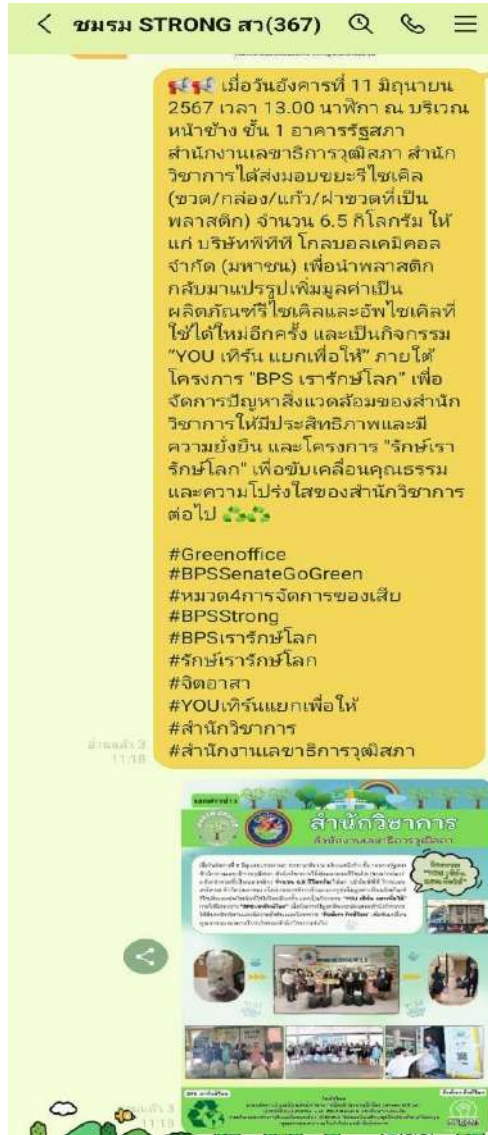 ชมรม STRONG สว(367)
เมื่อวันอังคารที่ 11 มิถุนายน
2567 เวลา 13.00 นาฬิกา ณ บริเวณ
หน้าช้าง ชั้น 1 อาคารรัฐสภา
สำนักงานเลขาธิการวุฒิสภา สำนัก
วิชาการได้ส่งมอบขยะรีไซเคิล
(ขวด/กล่อง/แก้ว/ฝาขวดที่เป็น
พลาสติก) จำนวน 6.5 กิโลกรัม ให้
แก่ บริษัทพีทีที โกลบอลเคมิคอล
จำกัด (มหาชน) เพื่อนำพลาสติก
กลับมาแปรรูปเพิ่มมูลค่าเป็น
ผลิตภัณฑ์รีไซเคิลและอัพไซเคิลที่
ใช้ได้ใหม่อีกครั้ง และเป็นกิจกรรม
"YOU เทิร์น แยกเพื่อให้" ภายใต้
โครงการ "BPS เรารักษ์โลก" เพื่อ
จัดการปัญหาสิ่งแวดล้อมของสำนัก
วิชาการให้มีประสิทธิภาพและมี
ความยั่งยืน และโครงการ "รักษ์เรา
รักษ์โลก" เพื่อขับเคลื่อนคุณธรรม
และความโปร่งใสของสำนักวิชาการ
ต่อไป
#Greenoffice
#BPSSenateGoGreen
#หมวด4การจัดการของเสีย
#BPSStrong
#BPSเรารักษ์โลก
#รักษ์เรารักษ์โลก
#จิตอาสา
#YOUเทิร์นแยกเพื่อให้
#สำนักวิชาการ
#สำนักงานเลขาธิการวุฒิสภา
อ่านแล้ว 3
11:18
สำนักวิชาการ
สำนักงานเลขาธิการวุฒิสภา
อ่านแล้ว 3
11:18